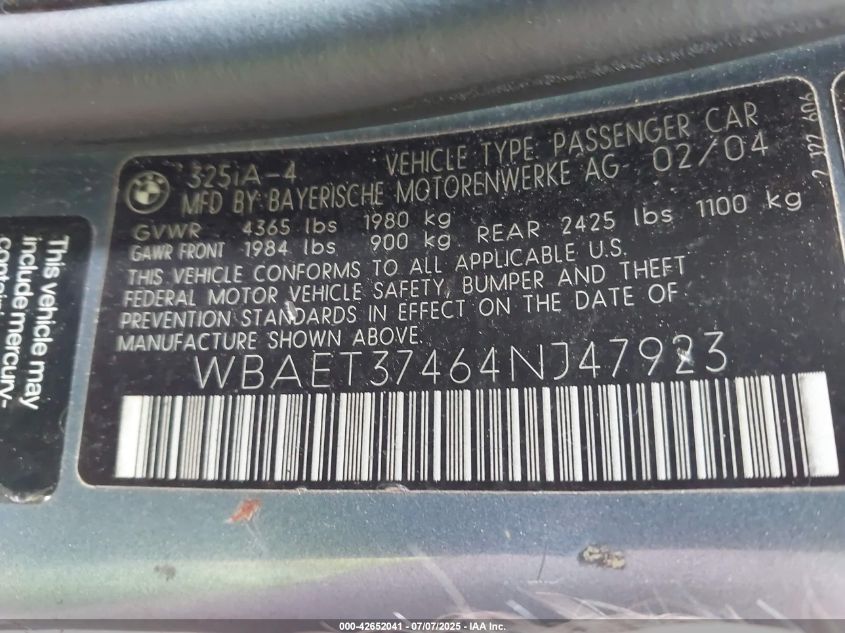 325iA-4 VEHICLE TYPE PASSENGER CAR
MFD BY BAYERISCHE MOTORENWERKE AG 02/04
GVWR 4365 lbs 1980 kg
GAWR FRONT 1984 lbs 900 kg REAR 2425 lbs 1100 kg
THIS VEHICLE CONFORMS TO ALL APPLICABLE U.S.
FEDERAL MOTOR VEHICLE SAFETY, BUMPER AND THEFT
PREVENTION STANDARDS IN EFFECT ON THE DATE OF
MANUFACTURE SHOWN ABOVE.
WBAET37464NJ47923
This vehicle may
include mercury-
000-42652041 | 07/07/2025 - IAA Inc.